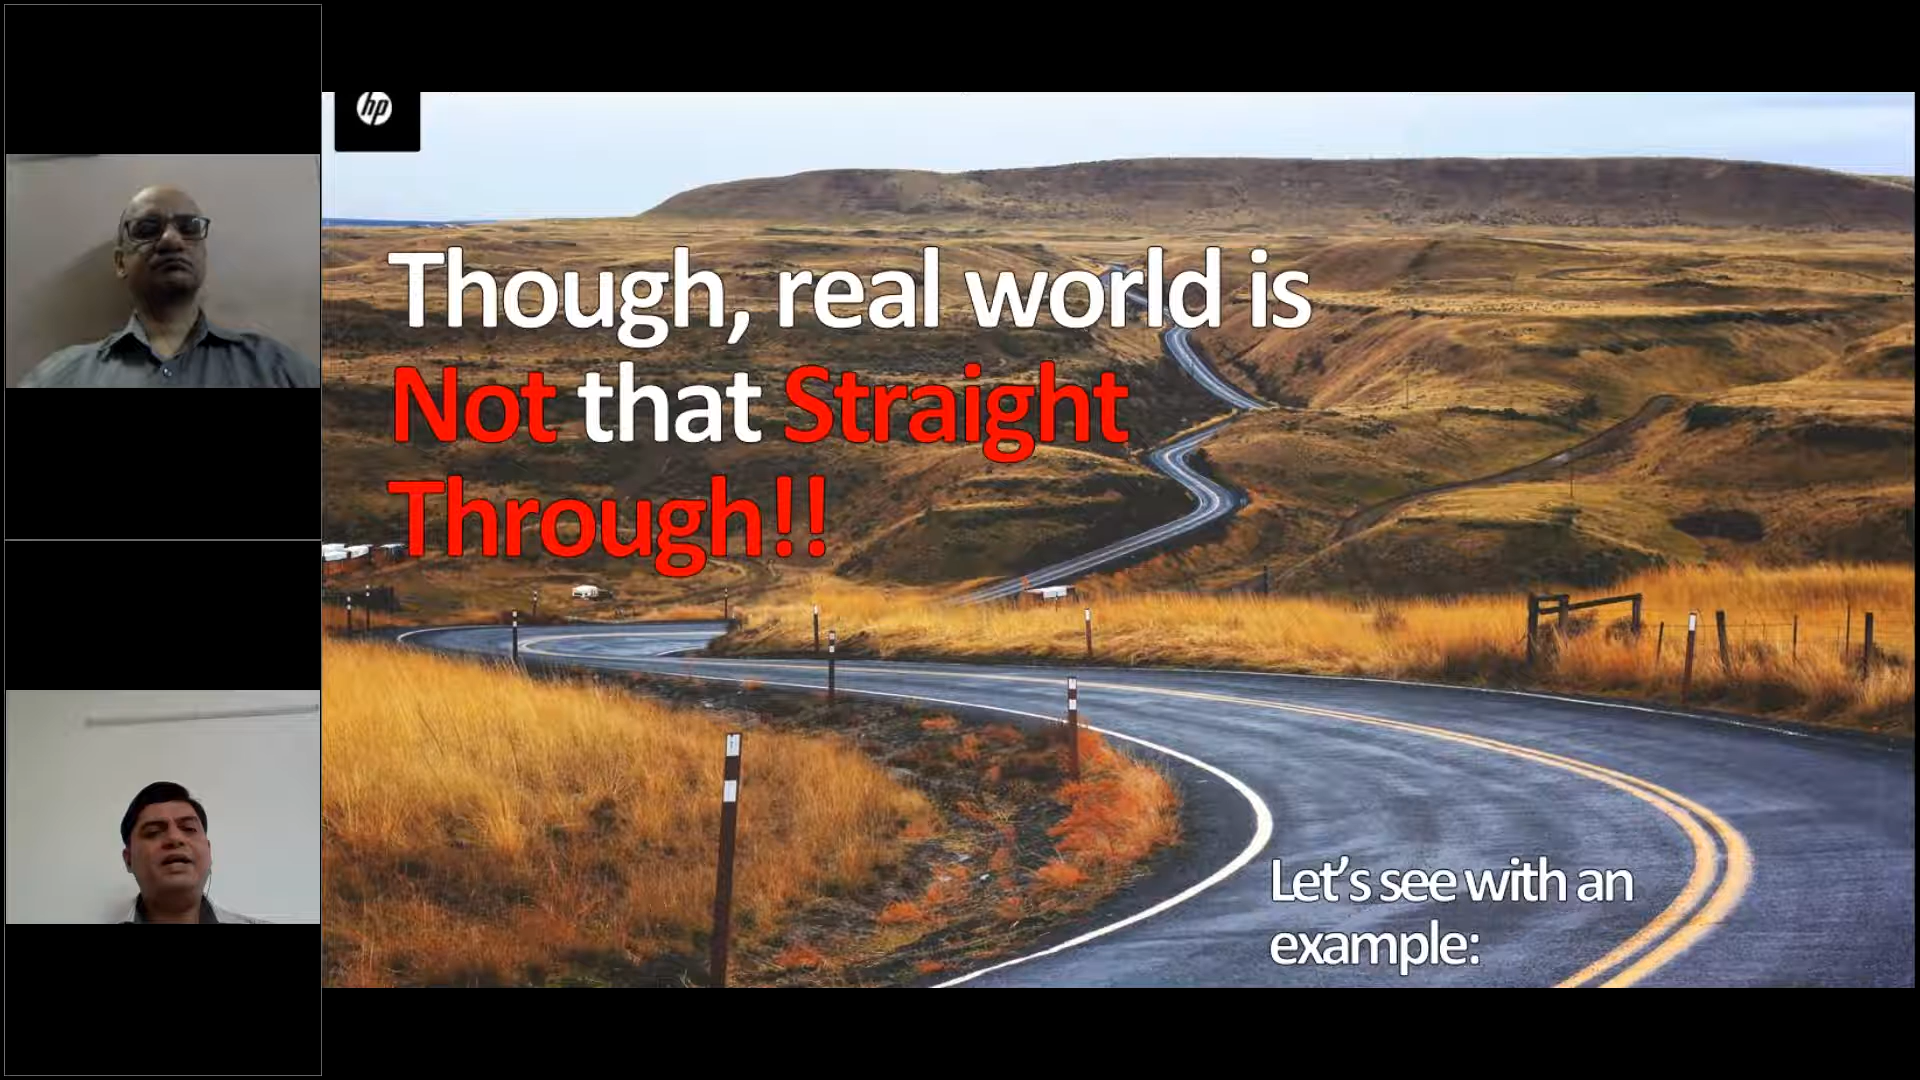 hp
Though, real world is
Not that Straight
Through!!
Let's see with an
example: